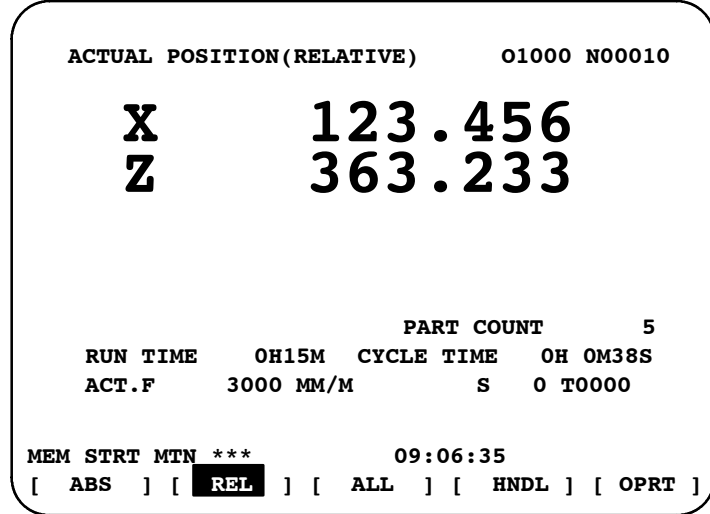 ACTUAL POSITION(RELATIVE) O1000 N00010
X 123.456
Z 363.233
PART COUNT 5
RUN TIME 0H15M CYCLE TIME 0H 0M38S
ACT.F 3000 MM/M S 0 T0000
MEM STRT MTN *** 09:06:35
[ ABS ] [ REL ] [ ALL ] [ HNDL ] [ OPRT ]